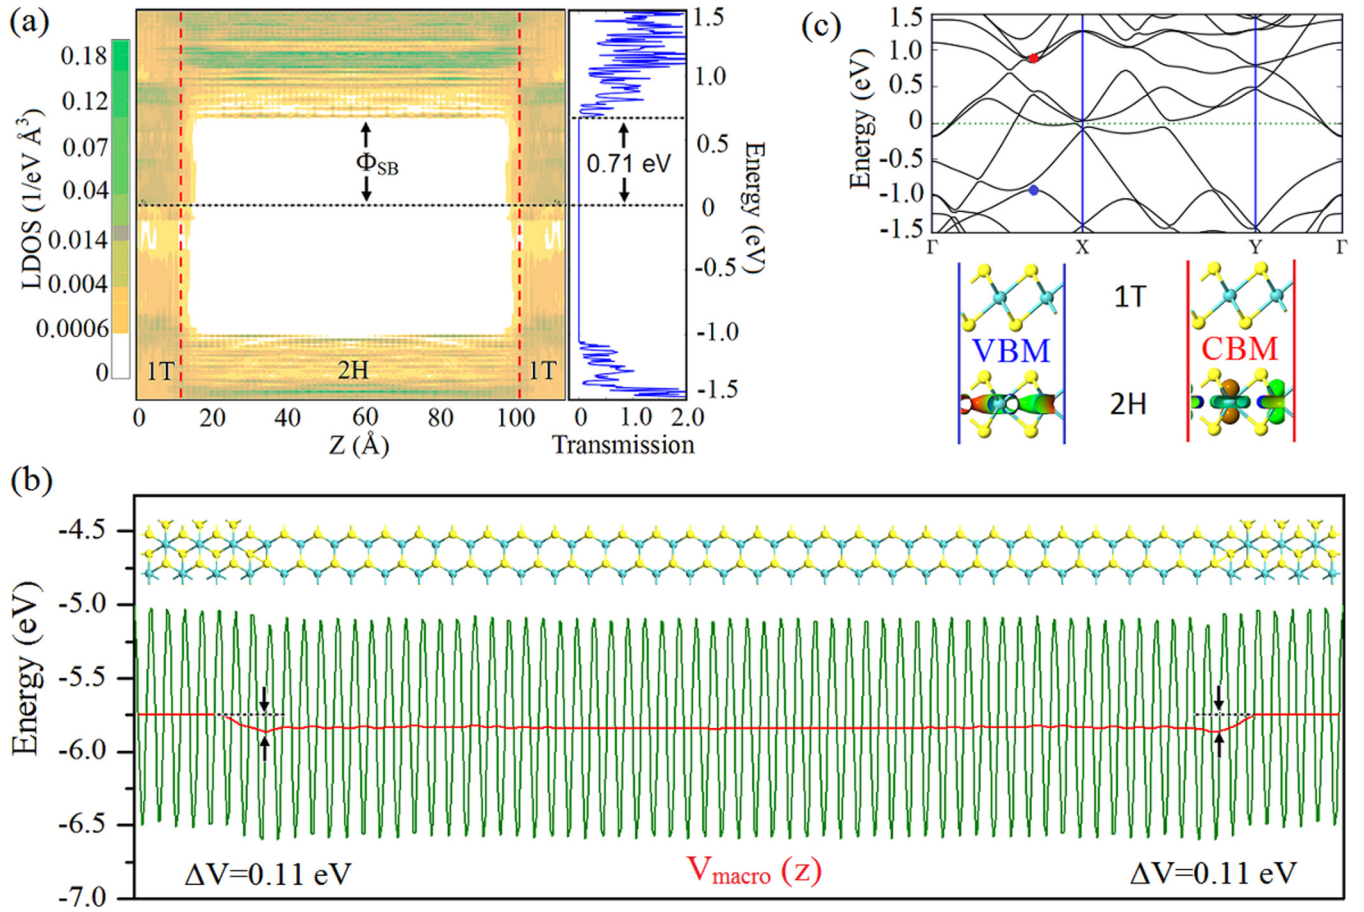 (a)
LDOS (1/eV Å³)
0.18
0.12
0.07
0.04
0.014
0.004
0.0006
0
Φ_SB
1T
2H
1T
0 20 40 60 80 100
Z (Å)
0.71 eV
1.5
1.0
0.5
0
-0.5
-1.0
-1.5
Energy (eV)
0 1.0 2.0
Transmission
(c)
Energy (eV)
1.5
1.0
0.5
0
-0.5
-1.0
-1.5
Γ X Y Γ
1T
VBM CBM
2H
(b)
Energy (eV)
-4.5
-5.0
-5.5
-6.0
-6.5
-7.0
ΔV=0.11 eV V_macro (z) ΔV=0.11 eV